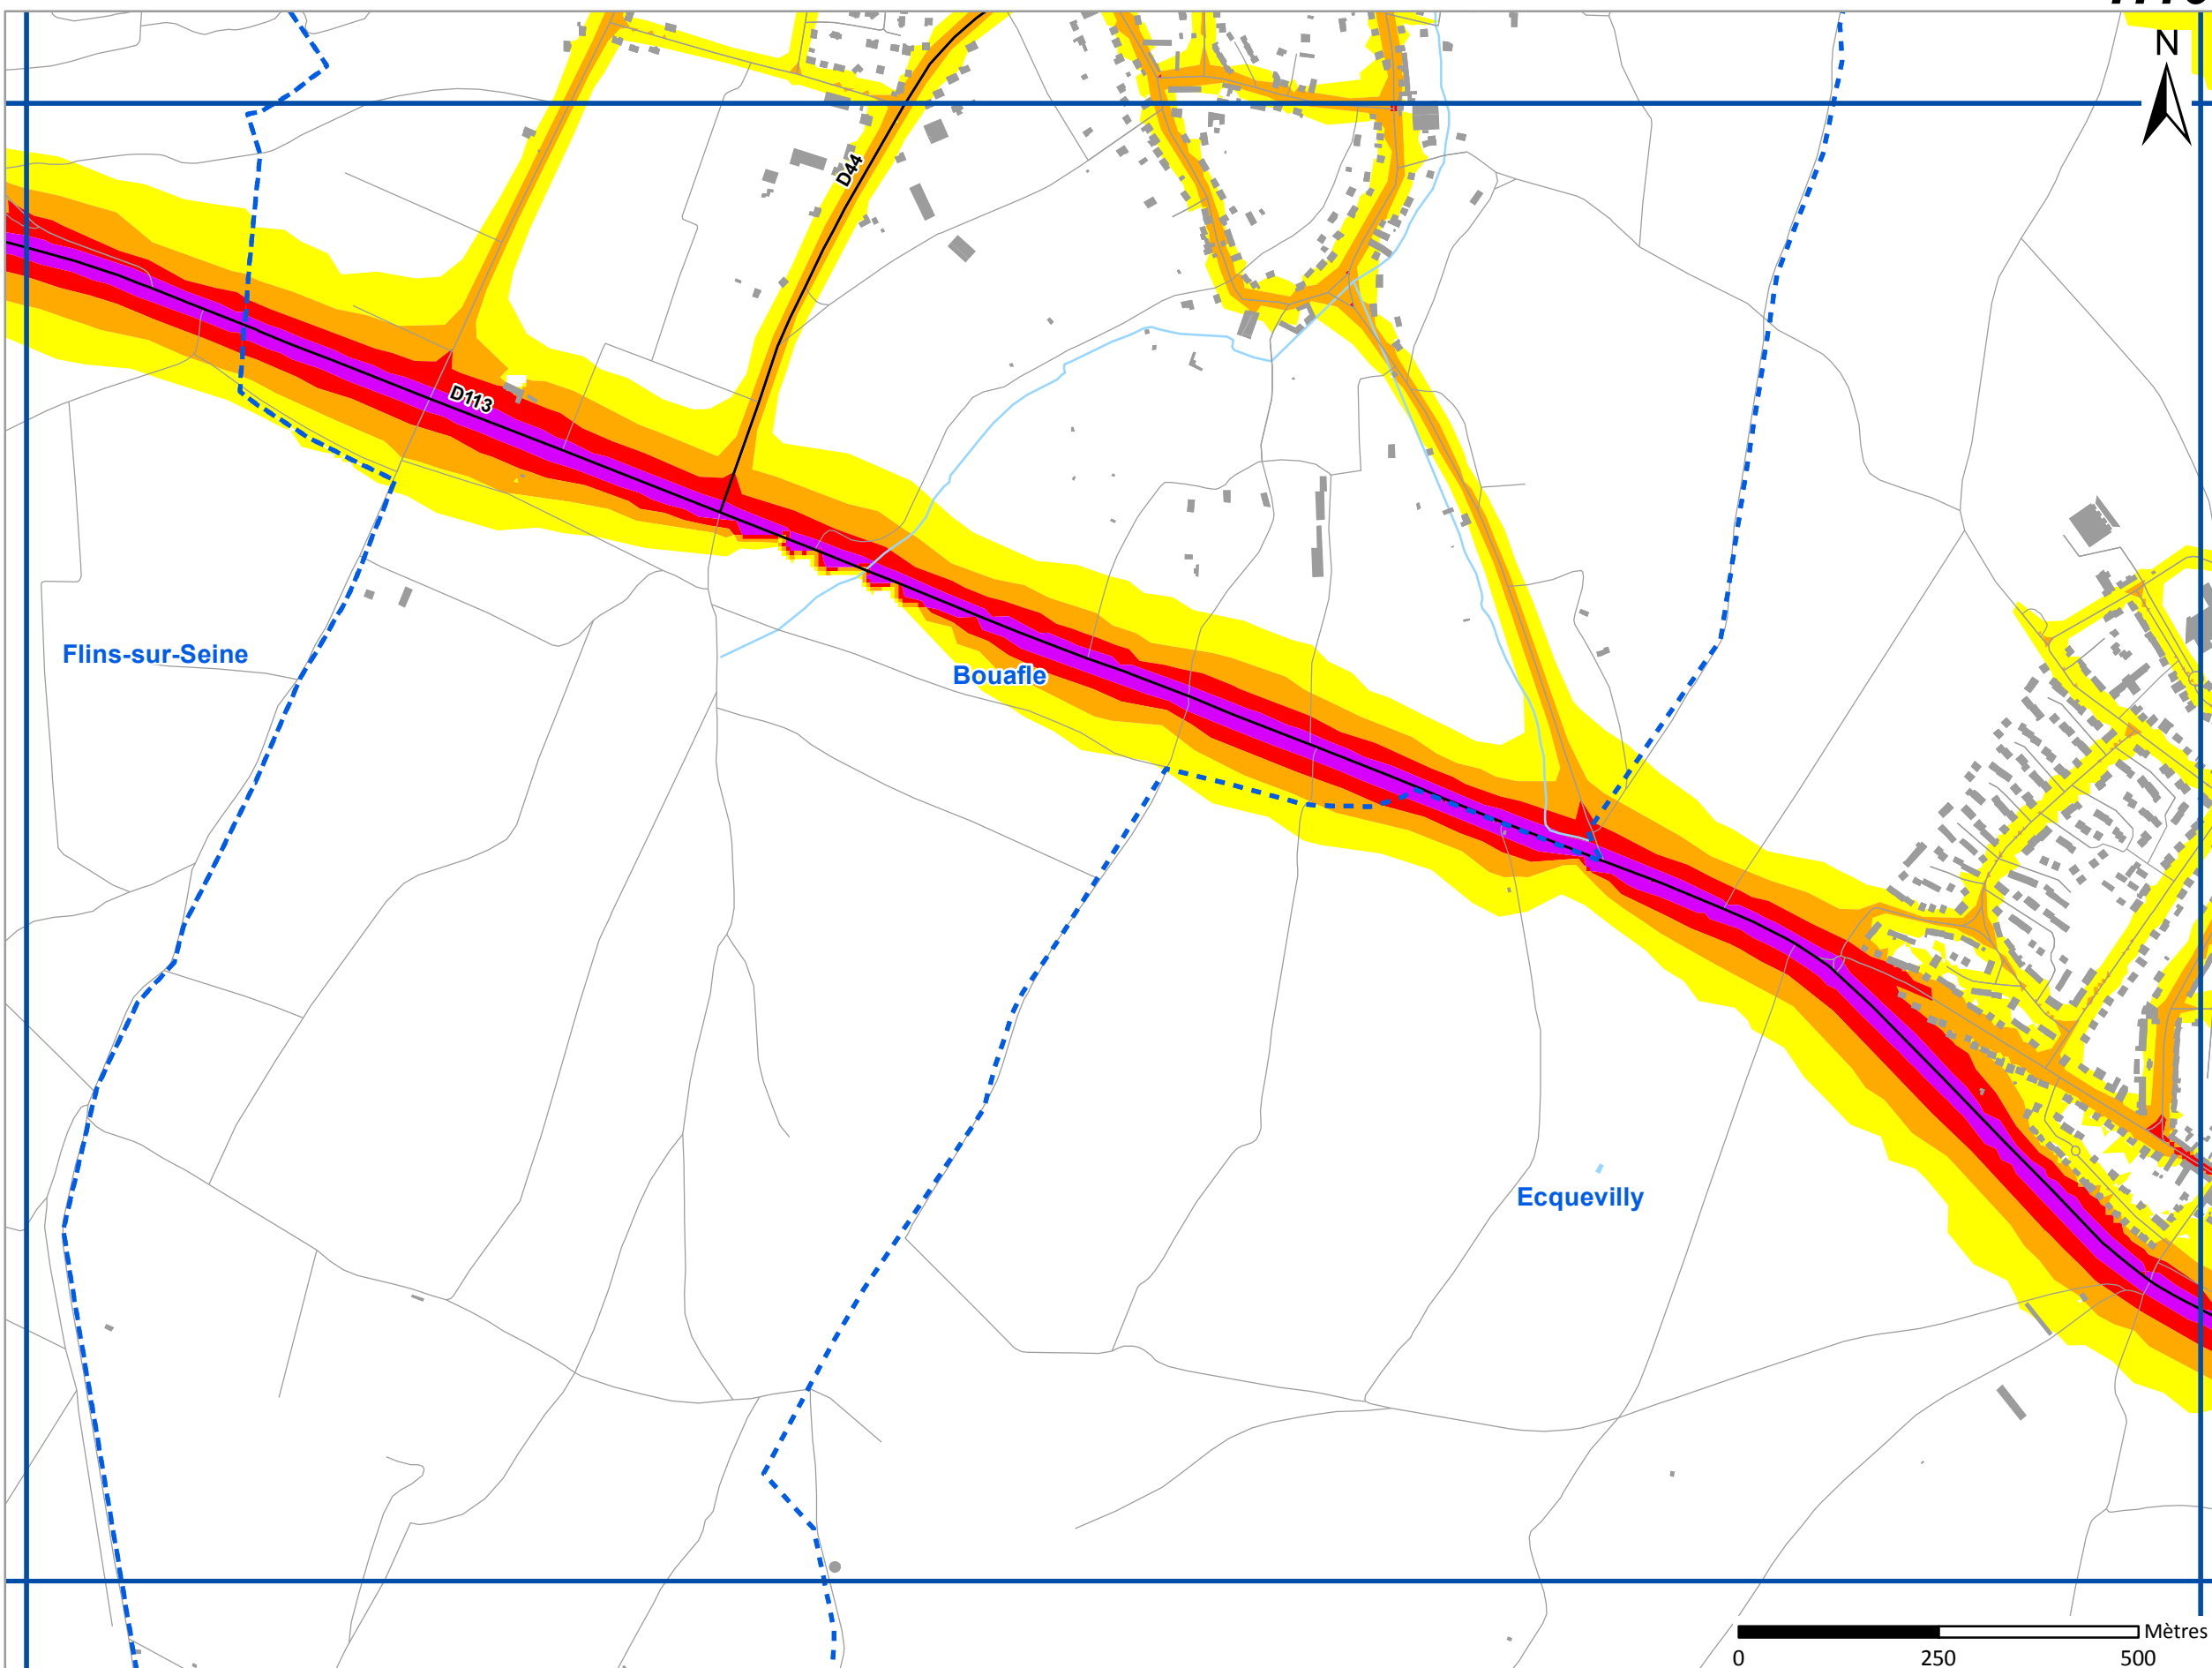 N
D44
D113
Flins-sur-Seine
Bouafle
Ecquevilly
Mètres
0 250 500